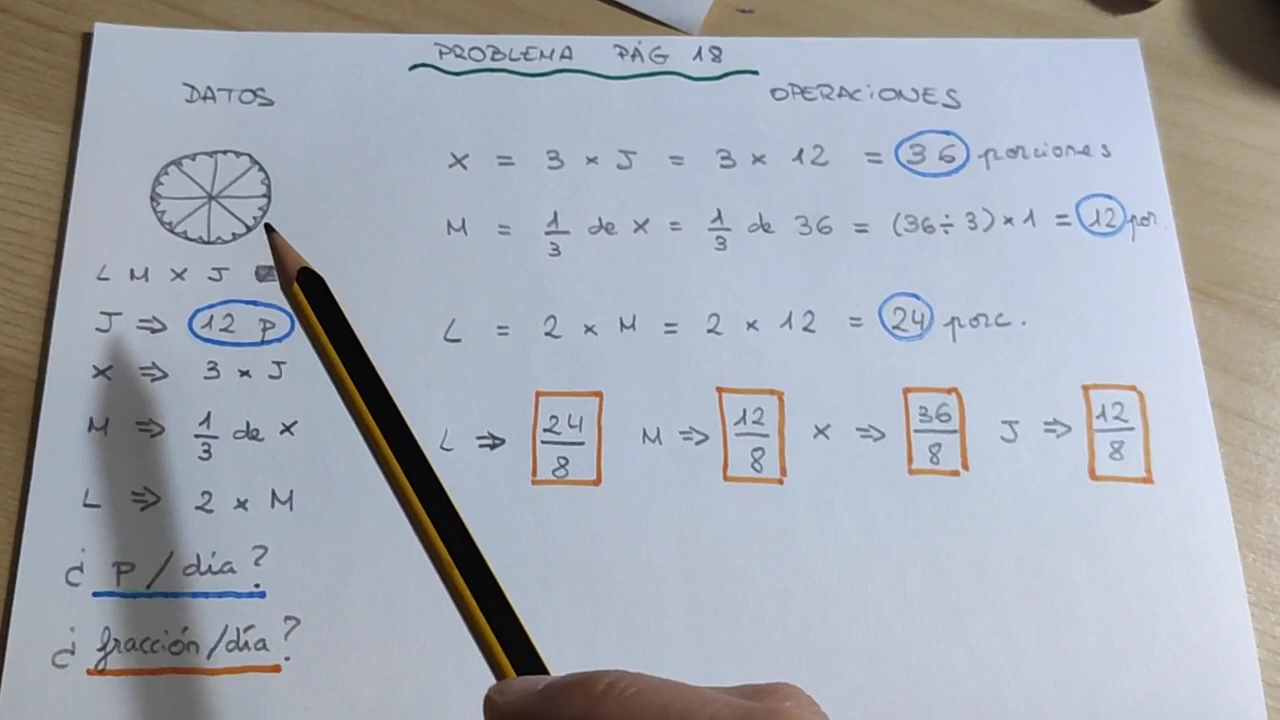 PROBLEMA PÁG 18
DATOS
L M X J
J ⇒ 12 p
X ⇒ 3 × J
M ⇒ 1/3 de X
L ⇒ 2 × M
¿ P / día ?
¿ fracción/día ?
OPERACiONES
X = 3 × J = 3 × 12 = 36 porciones
M = 1/3 de X = 1/3 de 36 = (36 ÷ 3) × 1 = 12 por.
L = 2 × M = 2 × 12 = 24 porc.
L ⇒ 24/8 M ⇒ 12/8 X ⇒ 36/8 J ⇒ 12/8